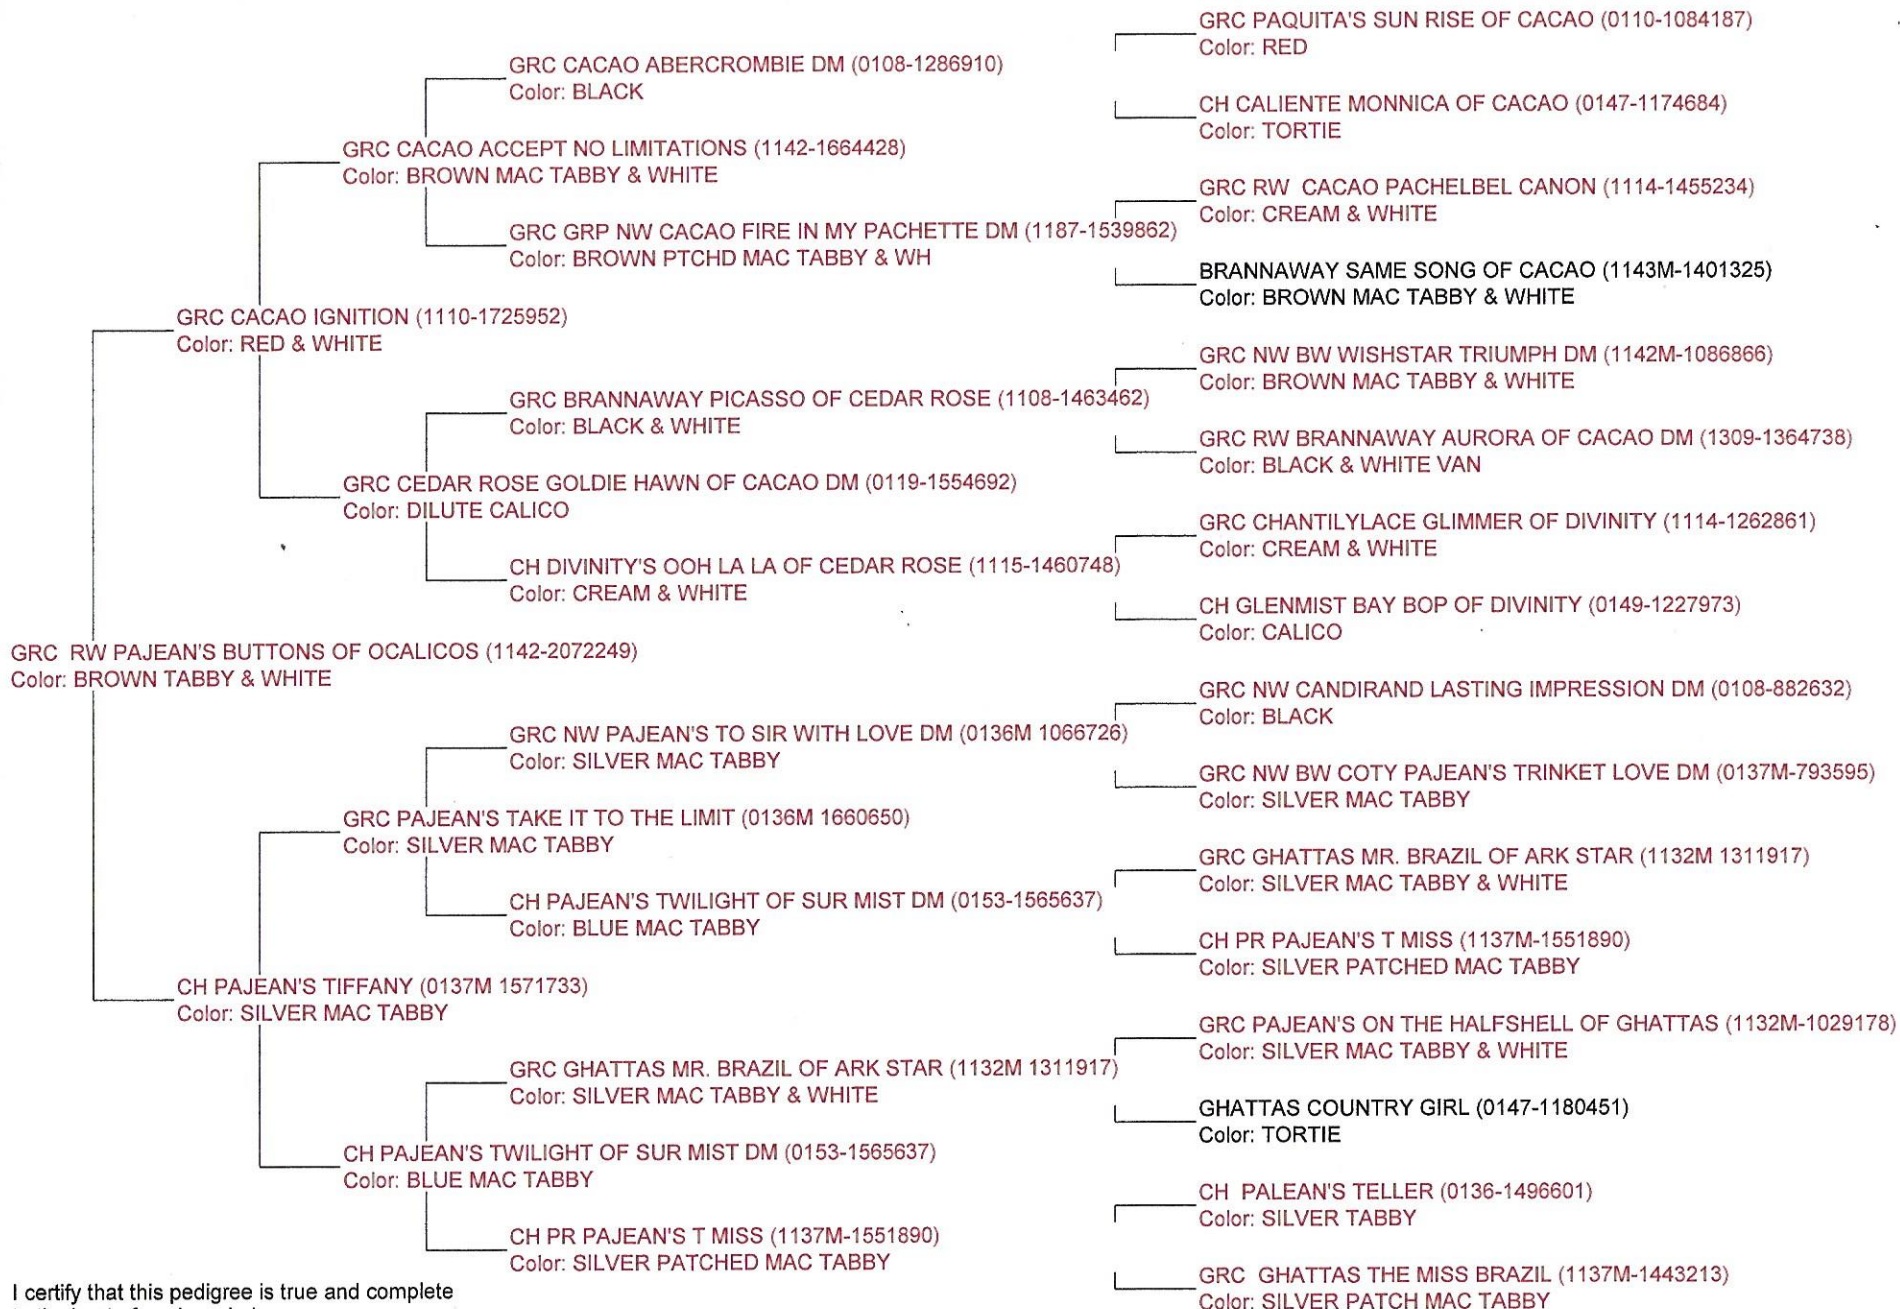 GRC PAQUITA'S SUN RISE OF CACAO (0110-1084187)
Color: RED
GRC CACAO ABERCROMBIE DM (0108-1286910)
Color: BLACK
CH CALIENTE MONNICA OF CACAO (0147-1174684)
Color: TORTIE
GRC CACAO ACCEPT NO LIMITATIONS (1142-1664428)
Color: BROWN MAC TABBY & WHITE
GRC RW CACAO PACHELBEL CANON (1114-1455234)
Color: CREAM & WHITE
GRC GRP NW CACAO FIRE IN MY PACHETTE DM (1187-1539862)
Color: BROWN PTCHD MAC TABBY & WH
BRANNAWAY SAME SONG OF CACAO (1143M-1401325)
Color: BROWN MAC TABBY & WHITE
GRC CACAO IGNITION (1110-1725952)
Color: RED & WHITE
GRC NW BW WISHSTAR TRIUMPH DM (1142M-1086866)
Color: BROWN MAC TABBY & WHITE
GRC BRANNAWAY PICASSO OF CEDAR ROSE (1108-1463462)
Color: BLACK & WHITE
GRC RW BRANNAWAY AURORA OF CACAO DM (1309-1364738)
Color: BLACK & WHITE VAN
GRC CEDAR ROSE GOLDIE HAWN OF CACAO DM (0119-1554692)
Color: DILUTE CALICO
GRC CHANTILYLACE GLIMMER OF DIVINITY (1114-1262861)
Color: CREAM & WHITE
CH DIVINITY'S OOH LA LA OF CEDAR ROSE (1115-1460748)
Color: CREAM & WHITE
CH GLENMIST BAY BOP OF DIVINITY (0149-1227973)
Color: CALICO
GRC RW PAJEAN'S BUTTONS OF OCALICOS (1142-2072249)
Color: BROWN TABBY & WHITE
GRC NW CANDIRAND LASTING IMPRESSION DM (0108-882632)
Color: BLACK
GRC NW PAJEAN'S TO SIR WITH LOVE DM (0136M 1066726)
Color: SILVER MAC TABBY
GRC NW BW COTY PAJEAN'S TRINKET LOVE DM (0137M-793595)
Color: SILVER MAC TABBY
GRC PAJEAN'S TAKE IT TO THE LIMIT (0136M 1660650)
Color: SILVER MAC TABBY
GRC GHATTAS MR. BRAZIL OF ARK STAR (1132M 1311917)
Color: SILVER MAC TABBY & WHITE
CH PAJEAN'S TWILIGHT OF SUR MIST DM (0153-1565637)
Color: BLUE MAC TABBY
CH PR PAJEAN'S T MISS (1137M-1551890)
Color: SILVER PATCHED MAC TABBY
CH PAJEAN'S TIFFANY (0137M 1571733)
Color: SILVER MAC TABBY
GRC PAJEAN'S ON THE HALFSHELL OF GHATTAS (1132M-1029178)
Color: SILVER MAC TABBY & WHITE
GRC GHATTAS MR. BRAZIL OF ARK STAR (1132M 1311917)
Color: SILVER MAC TABBY & WHITE
GHATTAS COUNTRY GIRL (0147-1180451)
Color: TORTIE
CH PAJEAN'S TWILIGHT OF SUR MIST DM (0153-1565637)
Color: BLUE MAC TABBY
CH PALEAN'S TELLER (0136-1496601)
Color: SILVER TABBY
CH PR PAJEAN'S T MISS (1137M-1551890)
Color: SILVER PATCHED MAC TABBY
GRC GHATTAS THE MISS BRAZIL (1137M-1443213)
Color: SILVER PATCH MAC TABBY
I certify that this pedigree is true and complete